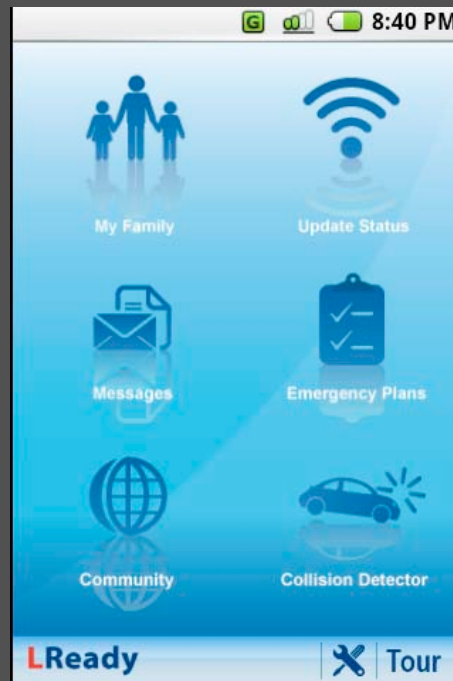 G 8:40 PM
My Family Update Status
Messages Emergency Plans
Community Collision Detector
LReady Tour